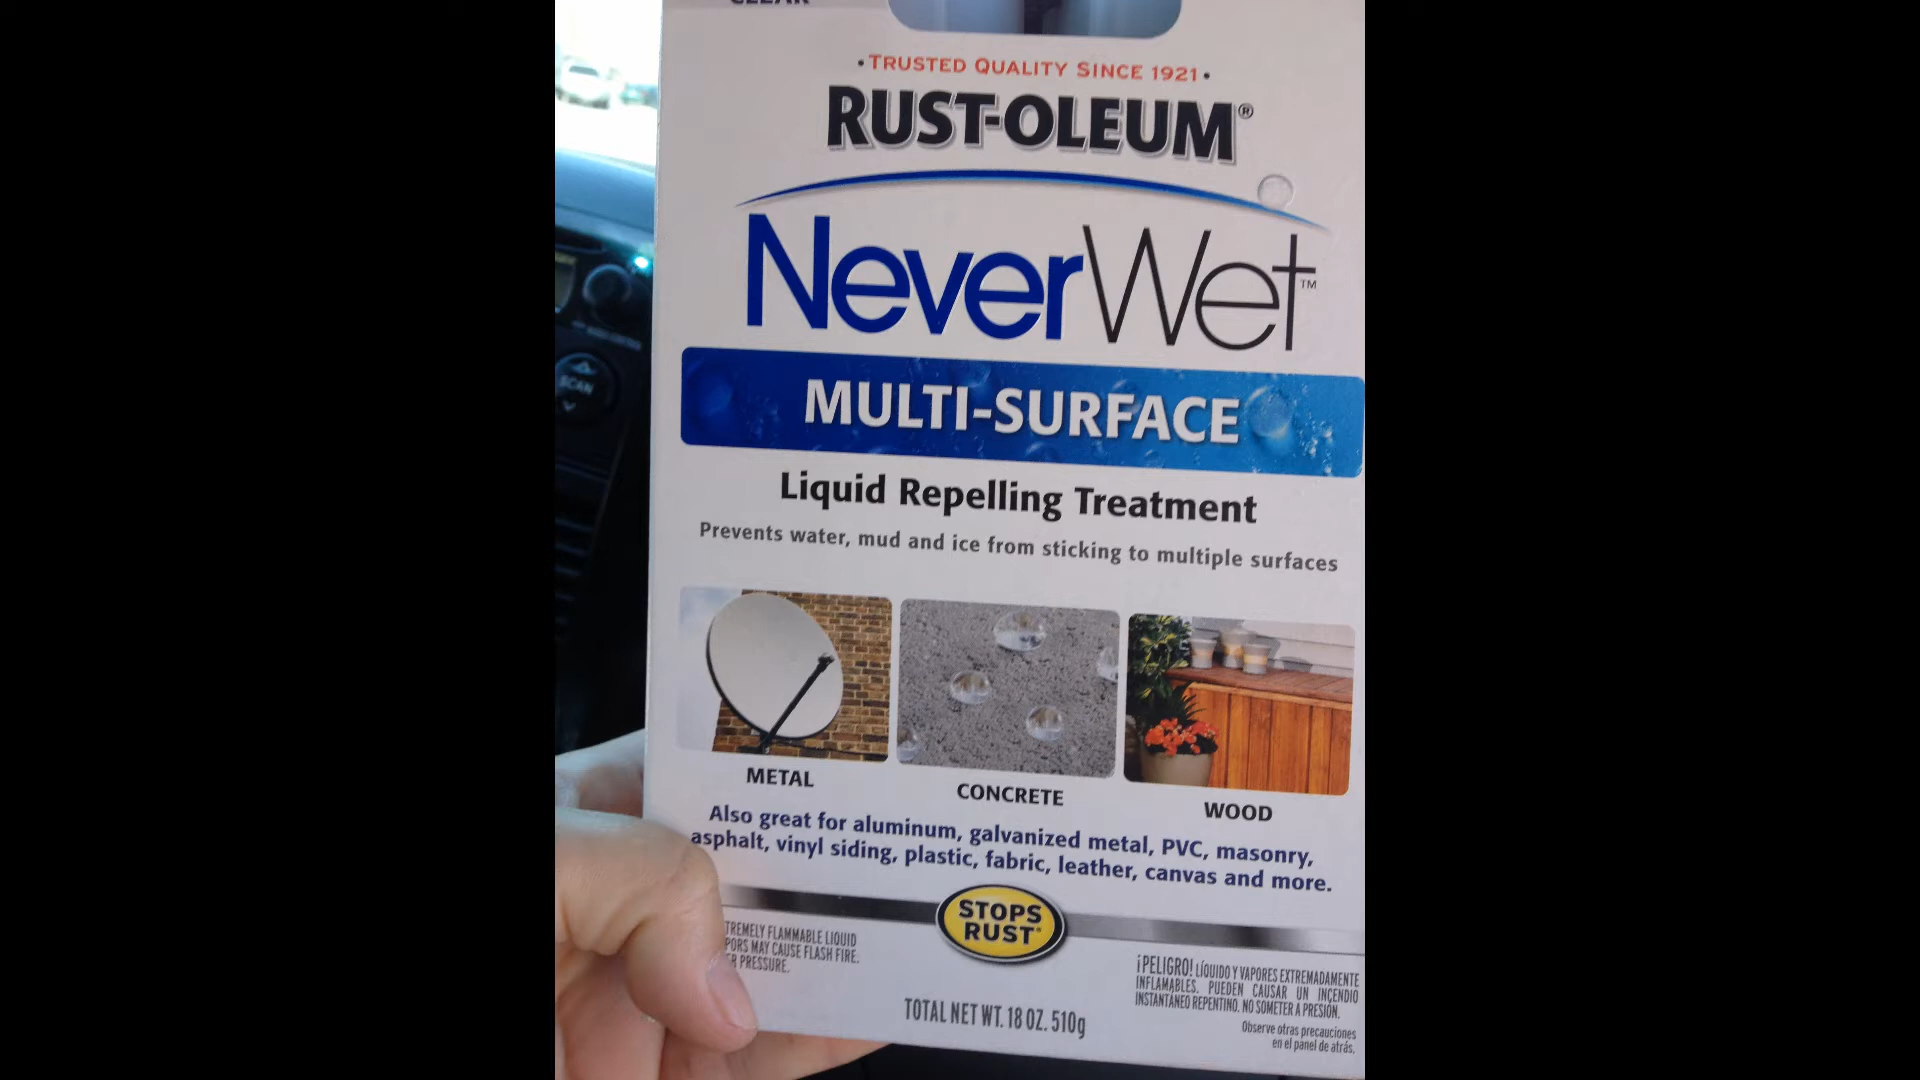 CLEAR
• TRUSTED QUALITY SINCE 1921 •
RUST-OLEUM®
NeverWet™
MULTI-SURFACE
Liquid Repelling Treatment
Prevents water, mud and ice from sticking to multiple surfaces
METAL
CONCRETE
WOOD
Also great for aluminum, galvanized metal, PVC, masonry,
asphalt, vinyl siding, plastic, fabric, leather, canvas and more.
STOPS
RUST®
FLAMMABLE LIQUID
MAY CAUSE FLASH FIRE.
PRESSURE.
TOTAL NET WT. 18 OZ. 510g
¡PELIGRO! LÍQUIDO Y VAPORES EXTREMADAMENTE
INFLAMABLES. PUEDEN CAUSAR UN INCENDIO
INSTANTÁNEO REPENTINO. NO SOMETER A PRESIÓN.
Observe otras precauciones
en el panel de atrás.
SCAN